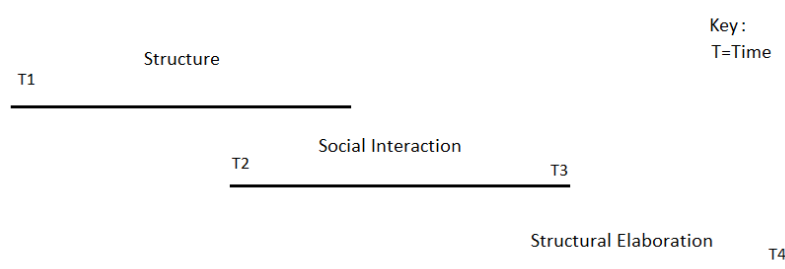 Key:
T=Time
Structure
T1
Social Interaction
T2
T3
Structural Elaboration
T4